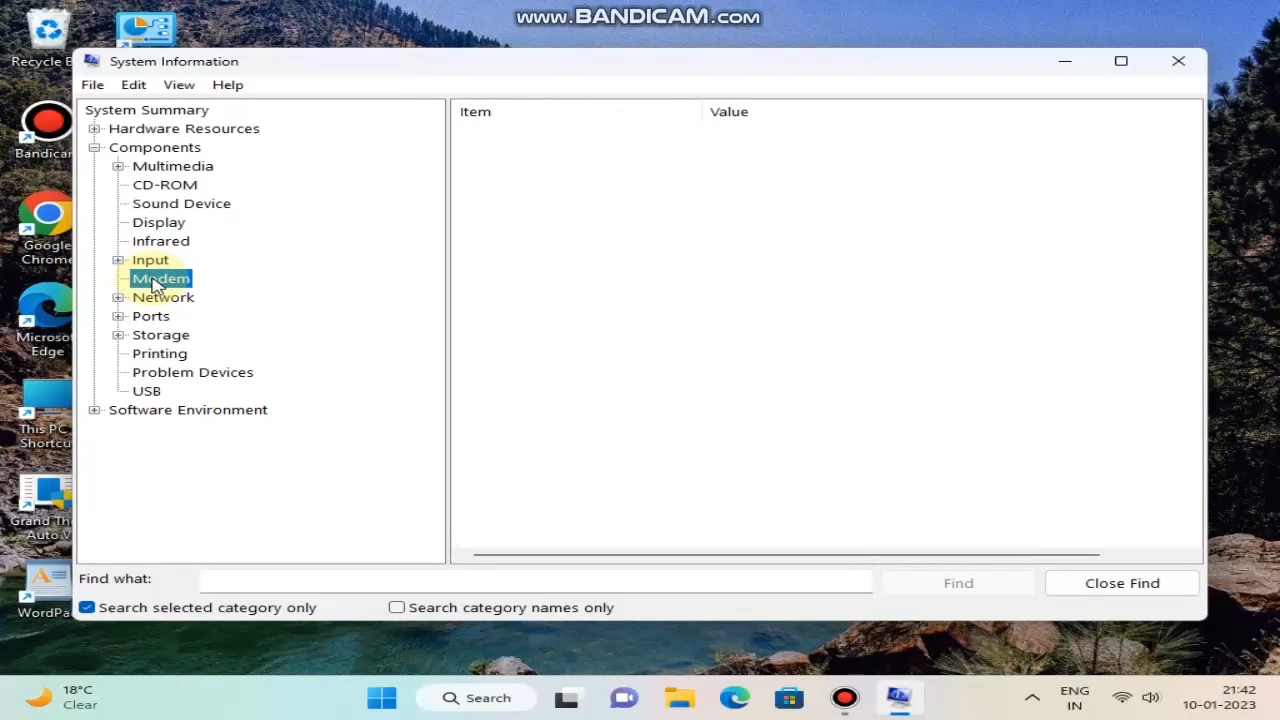 www.BANDICAM.com
Recycle B
System Information
File Edit View Help
System Summary
Hardware Resources
Components
Multimedia
CD-ROM
Sound Device
Display
Infrared
Input
Modem
Network
Ports
Storage
Printing
Problem Devices
USB
Software Environment
Item Value
Find what:
Find
Close Find
Search selected category only
Search category names only
Bandicam
Google
Chrome
Microsof
Edge
This PC
Shortcu
Grand The
Auto V
WordPa
18°C
Clear
Search
ENG
IN
21:42
10-01-2023